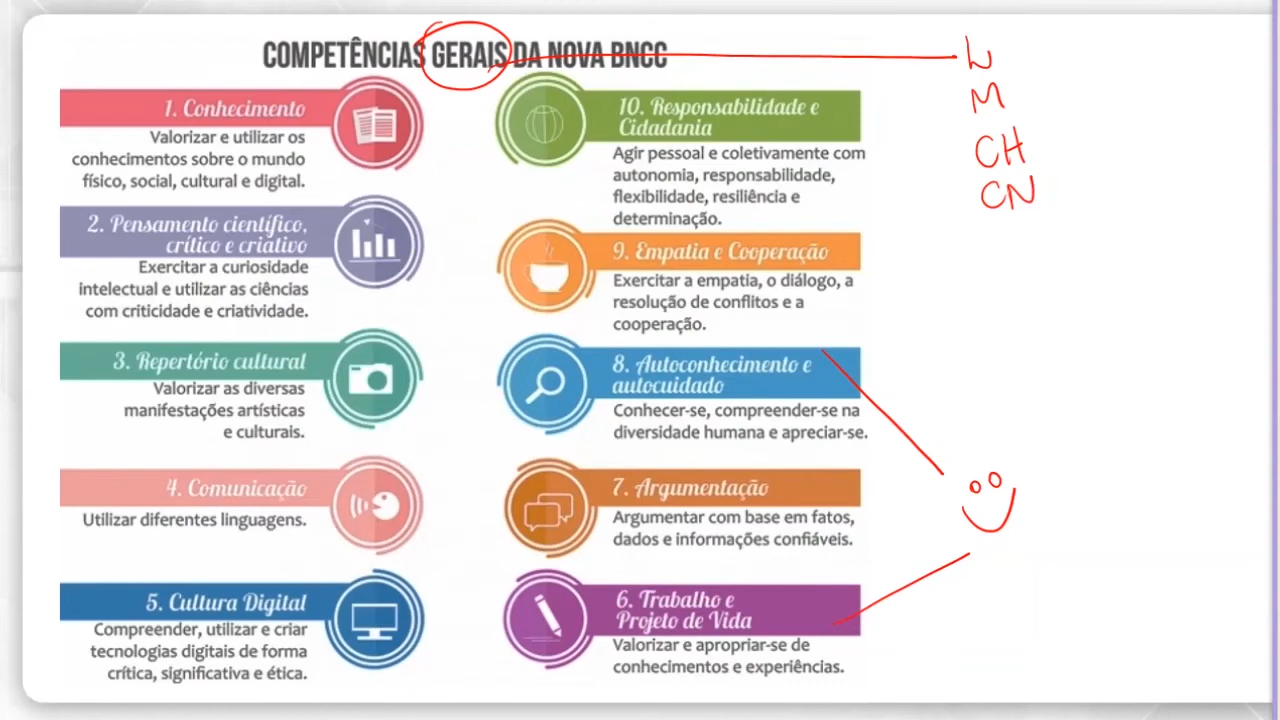 COMPETÊNCIAS GERAIS DA NOVA BNCC
1. Conhecimento
Valorizar e utilizar os
conhecimentos sobre o mundo
físico, social, cultural e digital.
2. Pensamento científico,
crítico e criativo
Exercitar a curiosidade
intelectual e utilizar as ciências
com criticidade e criatividade.
3. Repertório cultural
Valorizar as diversas
manifestações artísticas
e culturais.
4. Comunicação
Utilizar diferentes linguagens.
5. Cultura Digital
Compreender, utilizar e criar
tecnologias digitais de forma
crítica, significativa e ética.
10. Responsabilidade e
Cidadania
Agir pessoal e coletivamente com
autonomia, responsabilidade,
flexibilidade, resiliência e
determinação.
9. Empatia e Cooperação
Exercitar a empatia, o diálogo, a
resolução de conflitos e a
cooperação.
8. Autoconhecimento e
autocuidado
Conhecer-se, compreender-se na
diversidade humana e apreciar-se.
7. Argumentação
Argumentar com base em fatos,
dados e informações confiáveis.
6. Trabalho e
Projeto de Vida
Valorizar e apropriar-se de
conhecimentos e experiências.
L
M
CH
CN